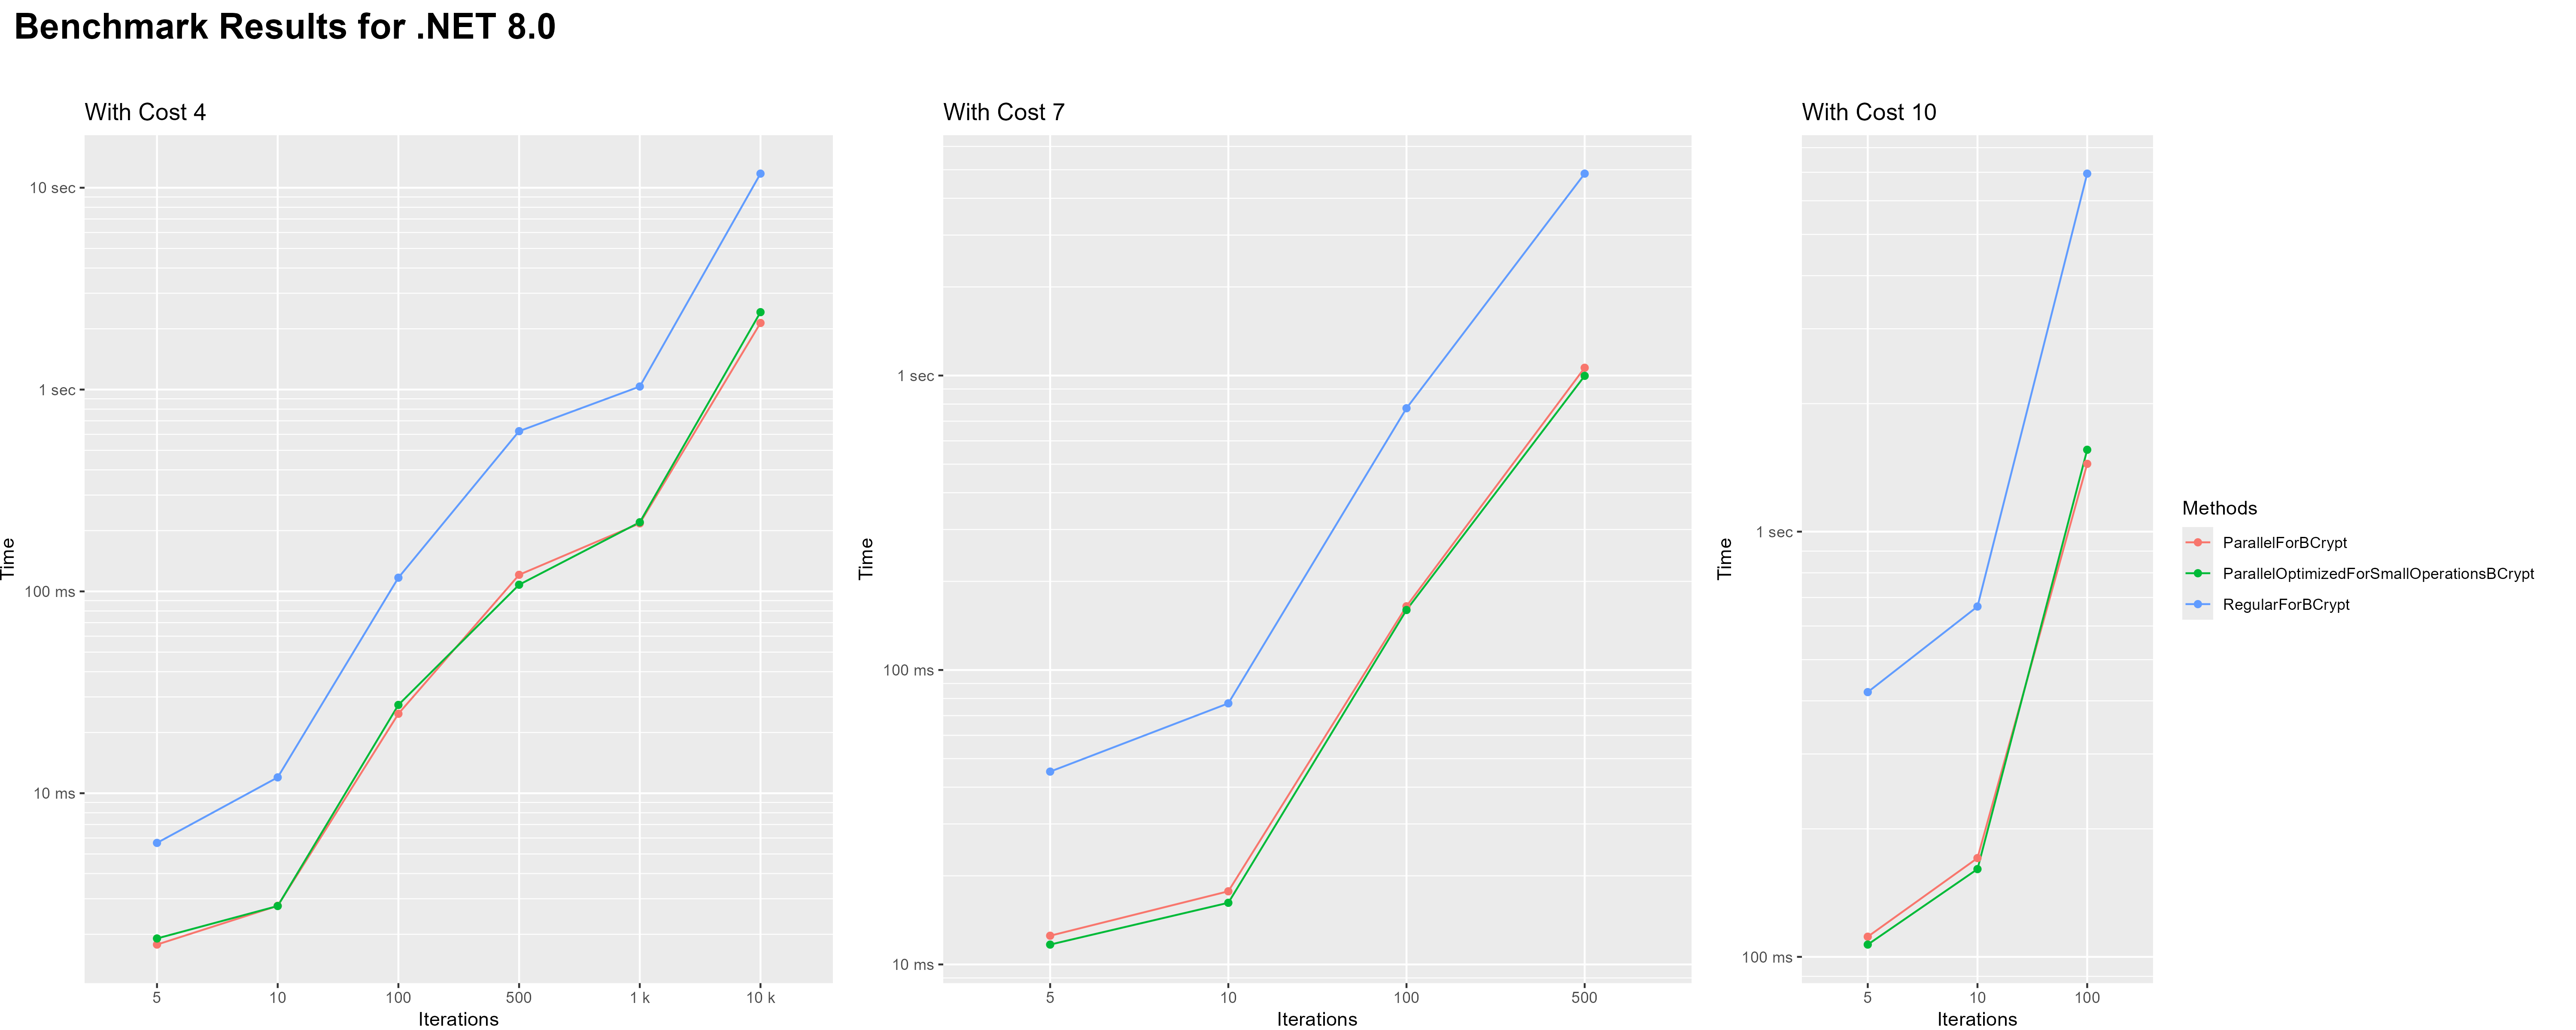 Benchmark Results for .NET 8.0
With Cost 4
10 sec
1 sec
100 ms
10 ms
Time
5 10 100 500 1 k 10 k
Iterations
With Cost 7
1 sec
100 ms
10 ms
Time
5 10 100 500
Iterations
With Cost 10
1 sec
100 ms
Time
5 10 100
Iterations
Methods
ParallelForBCrypt
ParallelOptimizedForSmallOperationsBCrypt
RegularForBCrypt